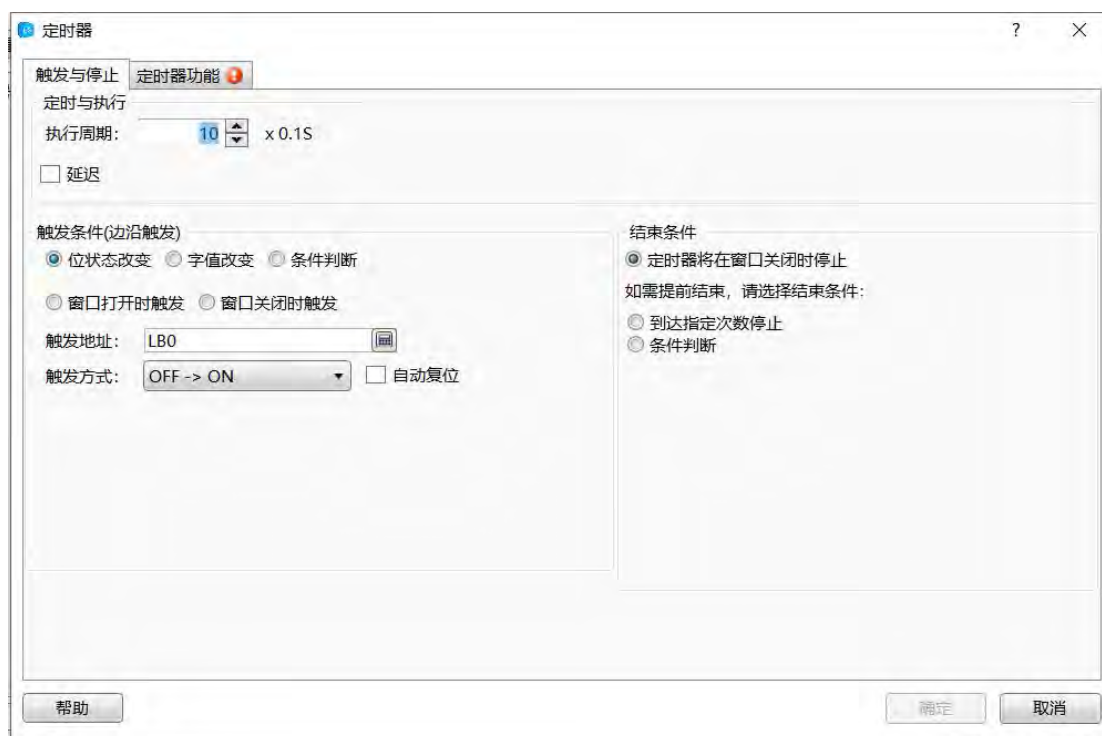 定时器
触发与停止 定时器功能
定时与执行
执行周期： 10 x 0.1S
延迟
触发条件(边沿触发)
位状态改变 字值改变 条件判断
窗口打开时触发 窗口关闭时触发
触发地址： LB0
触发方式： OFF -> ON 自动复位
结束条件
定时器将在窗口关闭时停止
如需提前结束，请选择结束条件：
到达指定次数停止
条件判断
帮助 确定 取消